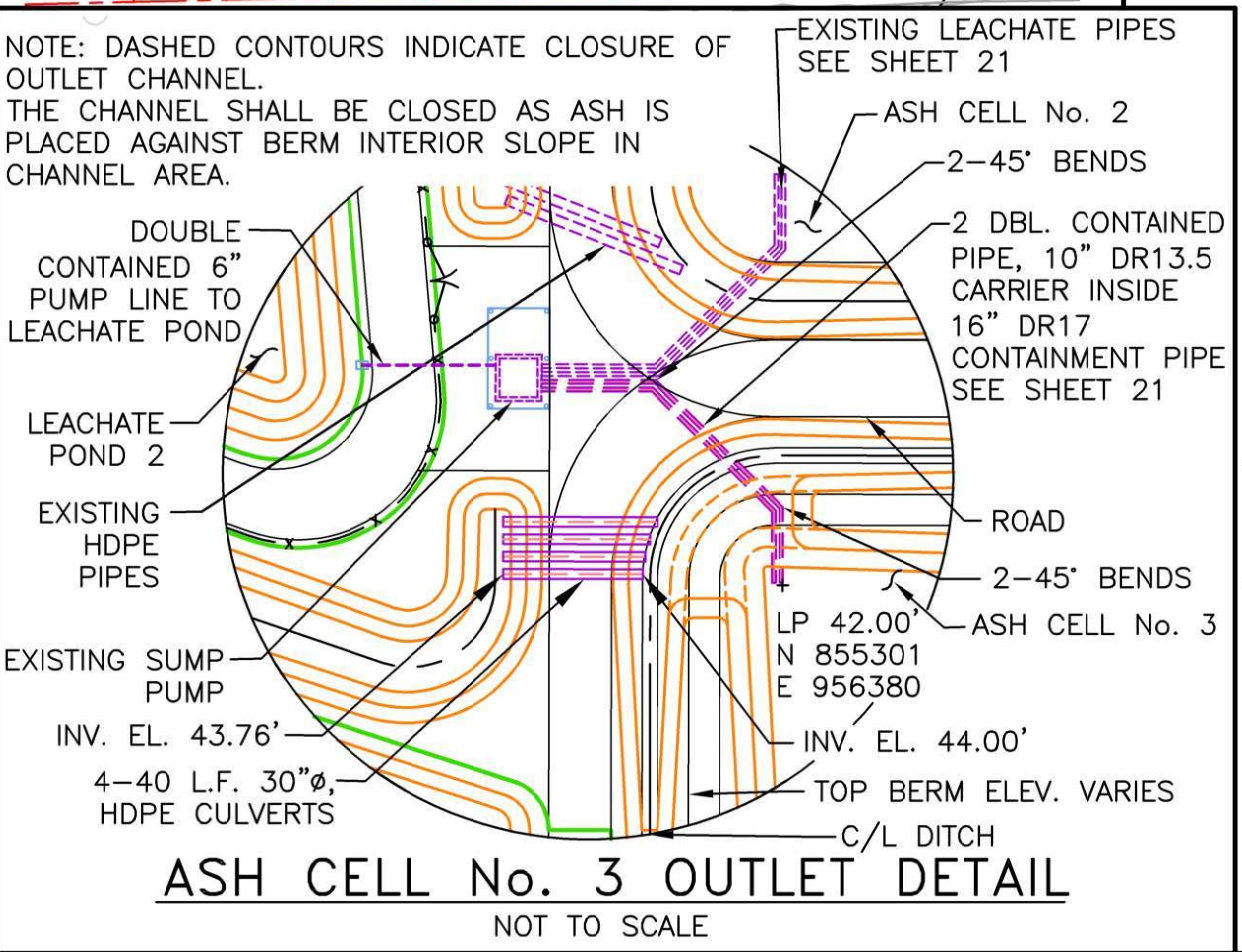 NOTE: DASHED CONTOURS INDICATE CLOSURE OF
OUTLET CHANNEL.
THE CHANNEL SHALL BE CLOSED AS ASH IS
PLACED AGAINST BERM INTERIOR SLOPE IN
CHANNEL AREA.
EXISTING LEACHATE PIPES
SEE SHEET 21
ASH CELL No. 2
2-45° BENDS
2 DBL. CONTAINED
PIPE, 10" DR13.5
CARRIER INSIDE
16" DR17
CONTAINMENT PIPE
SEE SHEET 21
DOUBLE
CONTAINED 6"
PUMP LINE TO
LEACHATE POND
LEACHATE
POND 2
EXISTING
HDPE
PIPES
ROAD
2-45° BENDS
ASH CELL No. 3
LP 42.00'
N 855301
E 956380
EXISTING SUMP
PUMP
INV. EL. 43.76'
4-40 L.F. 30"ø,
HDPE CULVERTS
INV. EL. 44.00'
TOP BERM ELEV. VARIES
C/L DITCH
ASH CELL No. 3 OUTLET DETAIL
NOT TO SCALE